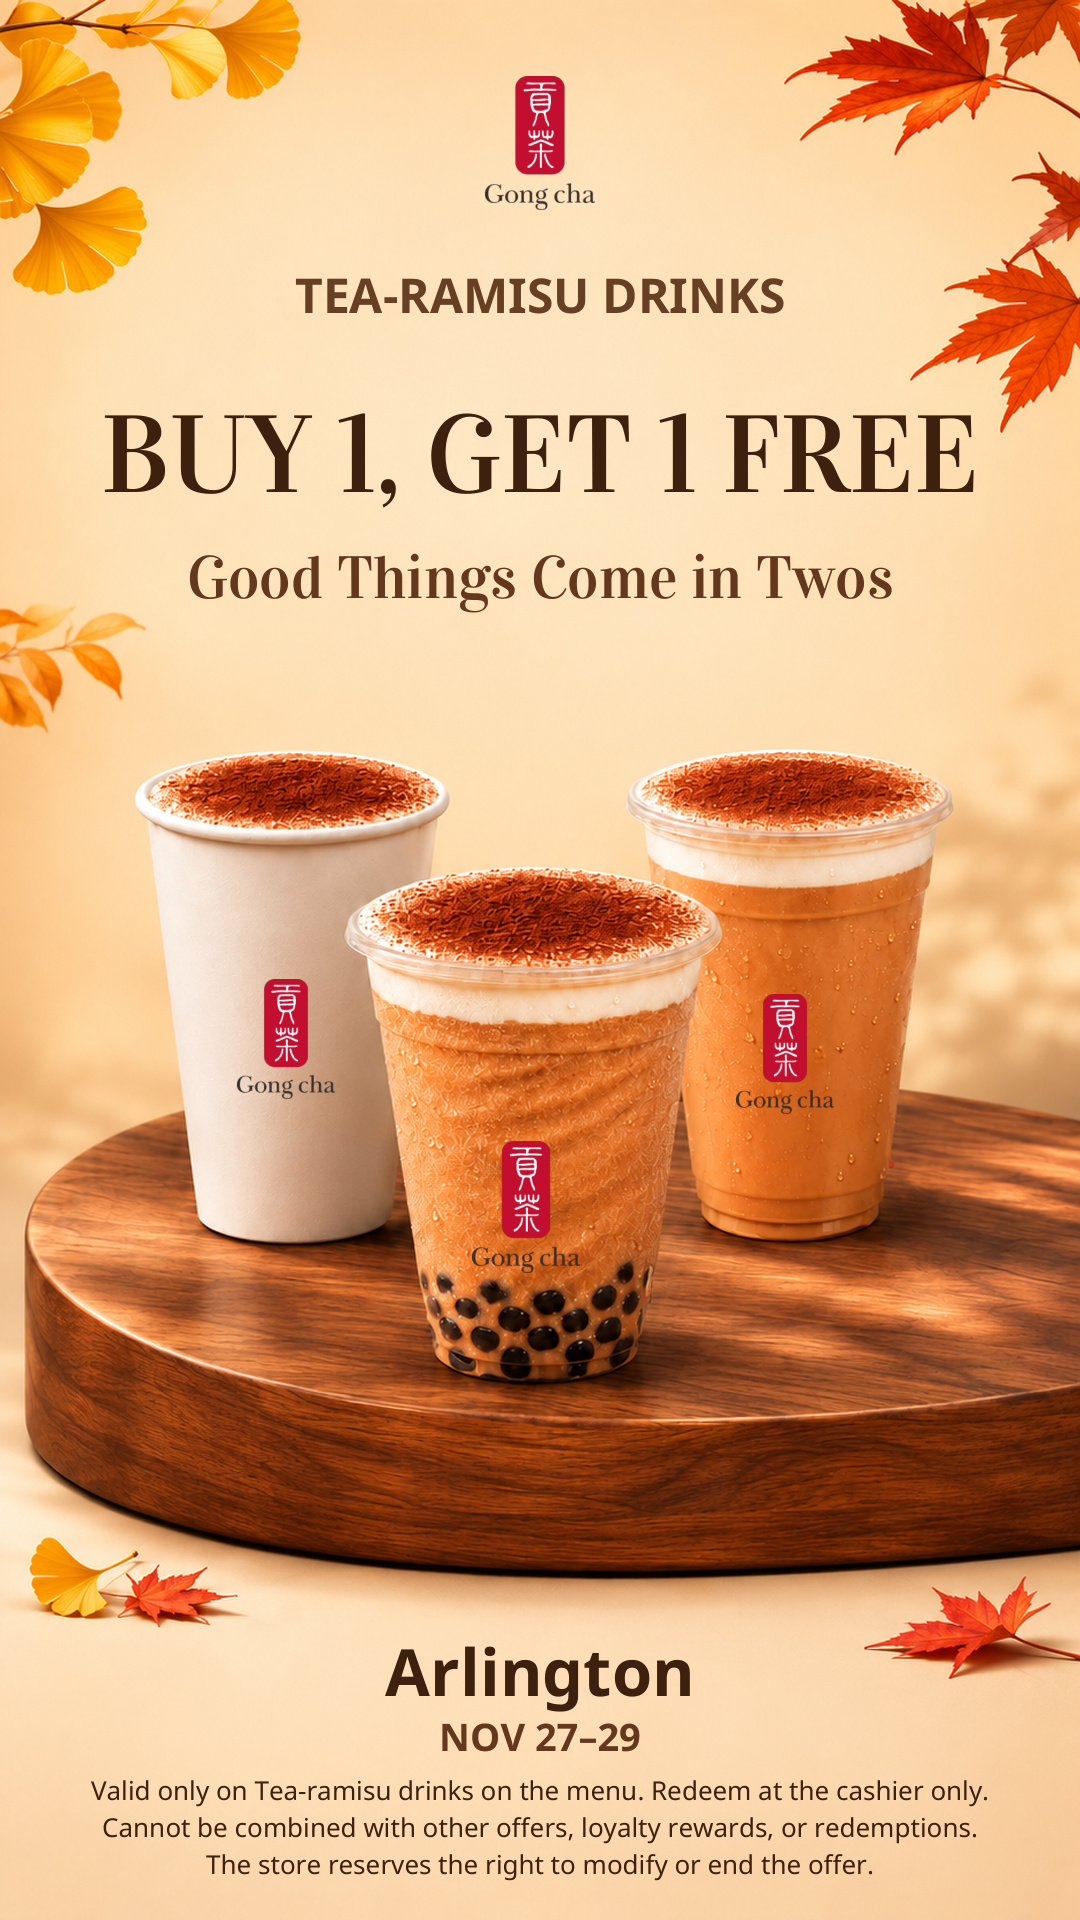 貢茶
Gong cha
TEA-RAMISU DRINKS
BUY 1, GET 1 FREE
Good Things Come in Twos
貢茶
Gong cha
貢茶
Gong cha
貢茶
Gong cha
Arlington
NOV 27–29
Valid only on Tea-ramisu drinks on the menu. Redeem at the cashier only.
Cannot be combined with other offers, loyalty rewards, or redemptions.
The store reserves the right to modify or end the offer.